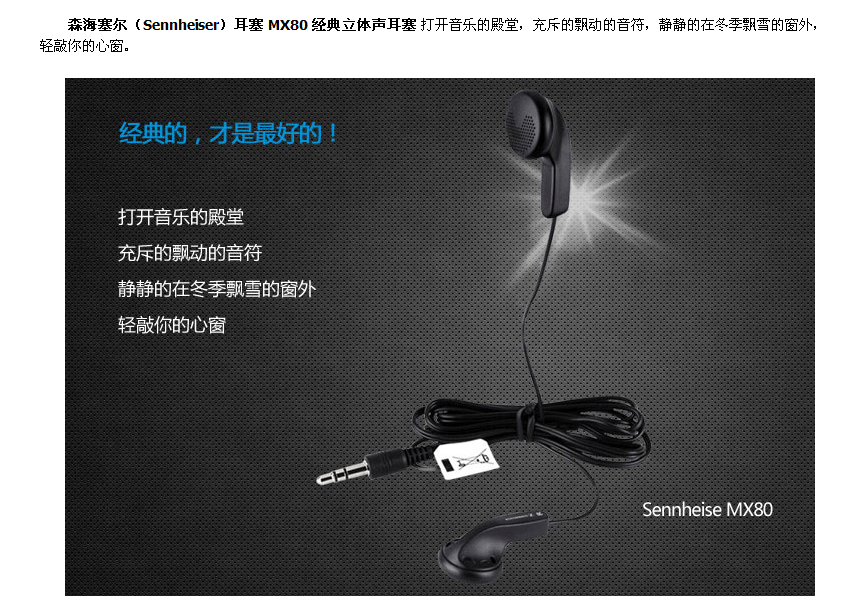 森海塞尔（Sennheiser）耳塞 MX80 经典立体声耳塞 打开音乐的殿堂，充斥的飘动的音符，静静的在冬季飘雪的窗外，
轻敲你的心窗。
经典的，才是最好的！
打开音乐的殿堂
充斥的飘动的音符
静静的在冬季飘雪的窗外
轻敲你的心窗
Sennheise MX80